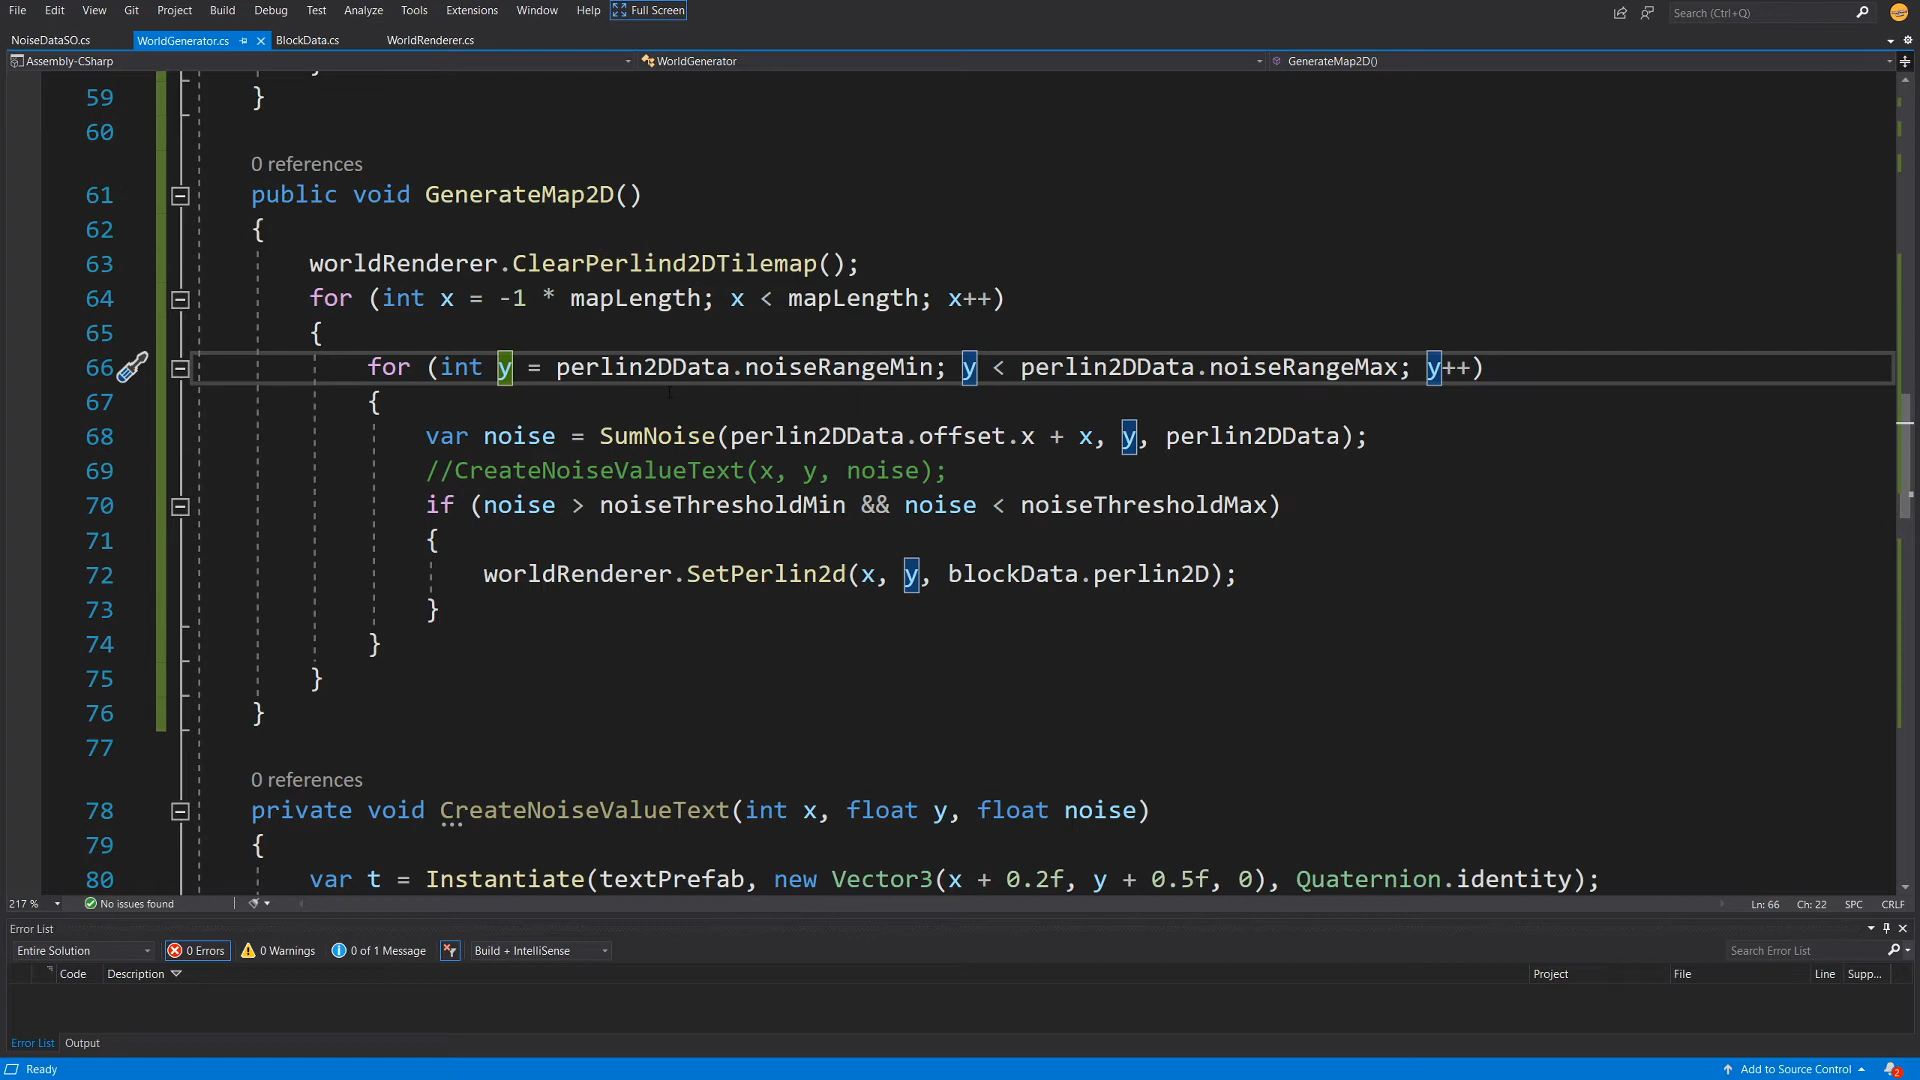 File Edit View Git Project Build Debug Test Analyze Tools Extensions Window Help Full Screen Search (Ctrl+Q)
NoiseDataSO.cs WorldGenerator.cs BlockData.cs WorldRenderer.cs
Assembly-CSharp WorldGenerator GenerateMap2D()
59 }
60
0 references
61 public void GenerateMap2D()
62 {
63 worldRenderer.ClearPerlind2DTilemap();
64 for (int x = -1 * mapLength; x < mapLength; x++)
65 {
66 for (int y = perlin2DData.noiseRangeMin; y < perlin2DData.noiseRangeMax; y++)
67 {
68 var noise = SumNoise(perlin2DData.offset.x + x, y, perlin2DData);
69 //CreateNoiseValueText(x, y, noise);
70 if (noise > noiseThresholdMin && noise < noiseThresholdMax)
71 {
72 worldRenderer.SetPerlin2d(x, y, blockData.perlin2D);
73 }
74 }
75 }
76 }
77
0 references
78 private void CreateNoiseValueText(int x, float y, float noise)
79 {
80 var t = Instantiate(textPrefab, new Vector3(x + 0.2f, y + 0.5f, 0), Quaternion.identity);
217 % No issues found Ln: 66 Ch: 22 SPC CRLF
Error List
Entire Solution 0 Errors 0 Warnings 0 of 1 Message Build + IntelliSense Search Error List
Code Description Project File Line Supp...
Error List Output
Ready Add to Source Control 2